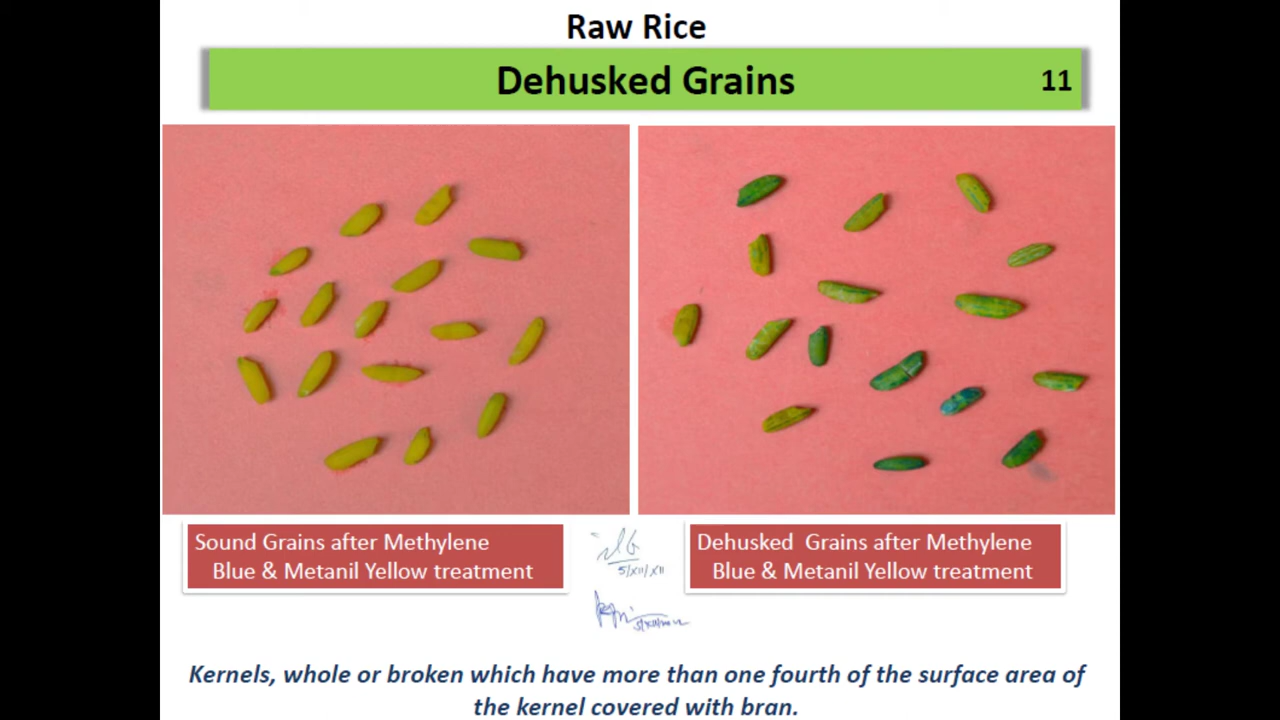 Raw Rice
Dehusked Grains 11
Sound Grains after Methylene
Blue & Metanil Yellow treatment
Dehusked Grains after Methylene
Blue & Metanil Yellow treatment
Kernels, whole or broken which have more than one fourth of the surface area of
the kernel covered with bran.